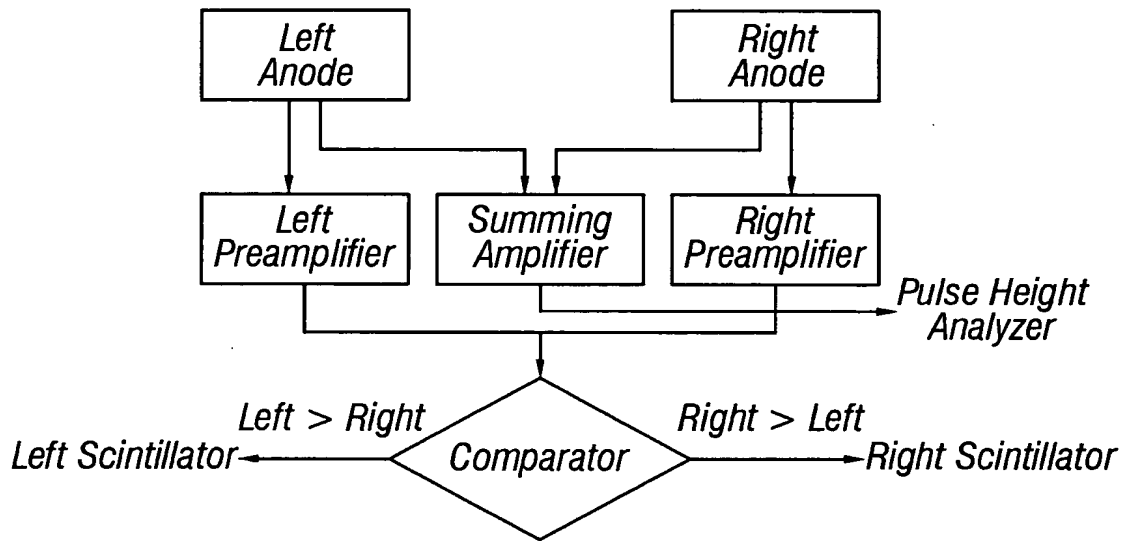 Left
Anode
Right
Anode
Left
Preamplifier
Summing
Amplifier
Right
Preamplifier
Pulse Height
Analyzer
Left > Right
Right > Left
Left Scintillator
Comparator
Right Scintillator